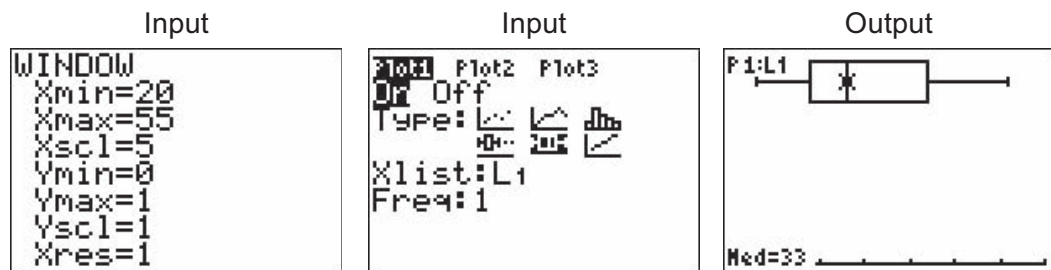 Input
WINDOW
Xmin=20
Xmax=55
Xscl=5
Ymin=0
Ymax=1
Yscl=1
Xres=1
Input
Plot1 Plot2 Plot3
On Off
Type:
Xlist:L1
Freq:1
Output
P1:L1
Med=33